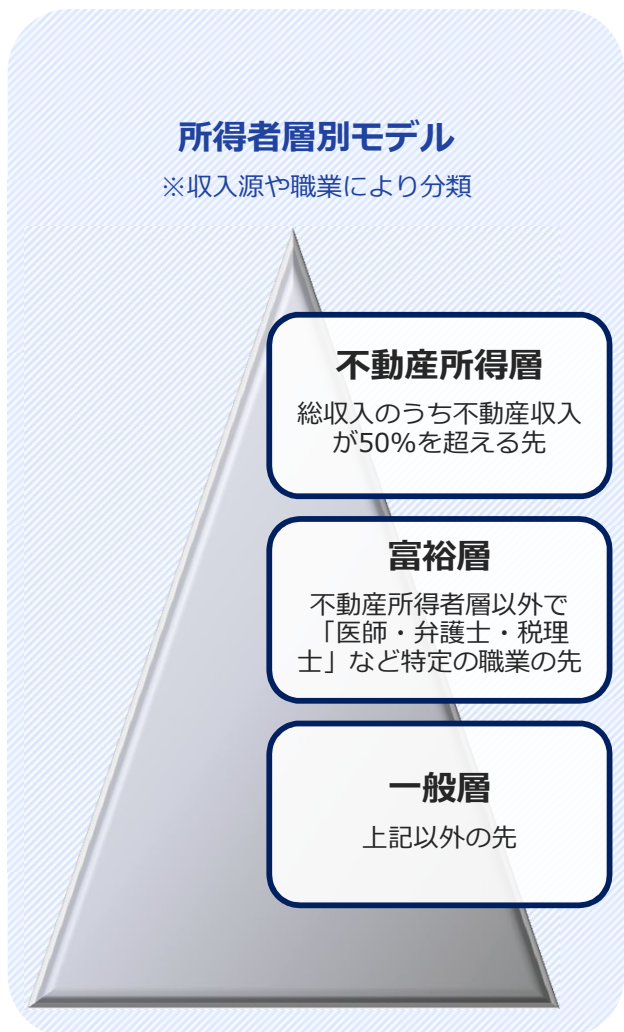 所得者層別モデル
※収入源や職業により分類
不動産所得層
総収入のうち不動産収入
が50%を超える先
富裕層
不動産所得者層以外で
「医師・弁護士・税理
士」など特定の職業の先
一般層
上記以外の先